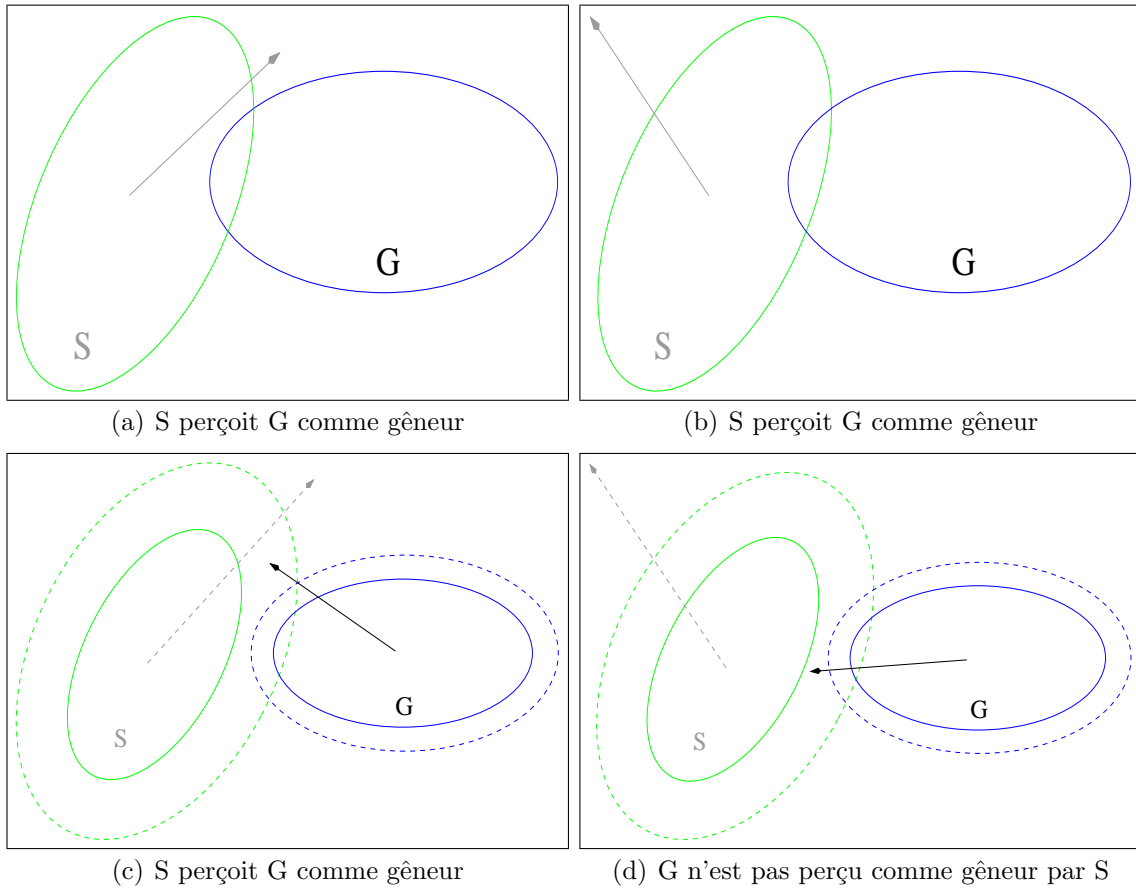 S
G
S
G
(a) S perçoit G comme gêneur
(b) S perçoit G comme gêneur
S
G
S
G
(c) S perçoit G comme gêneur
(d) G n'est pas perçu comme gêneur par S